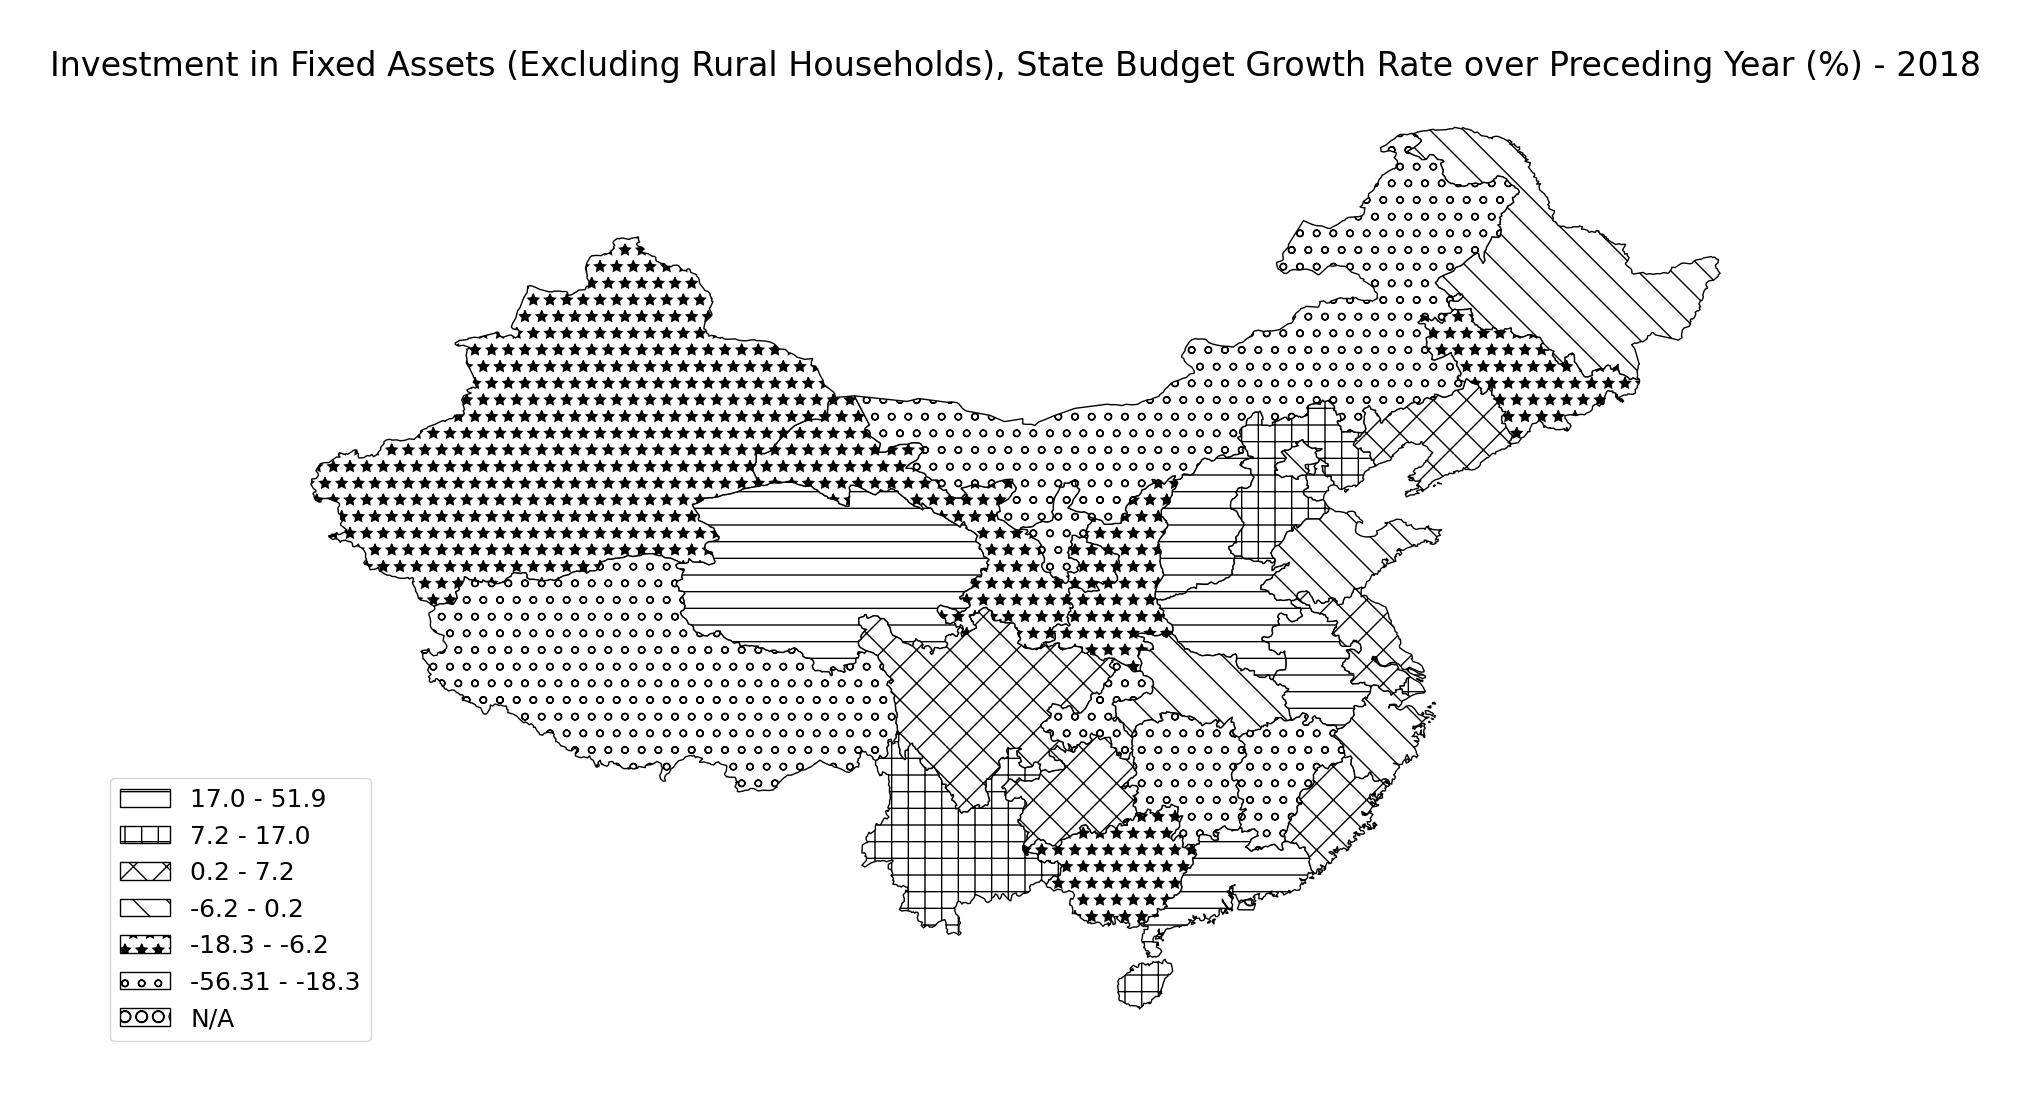 Investment in Fixed Assets (Excluding Rural Households), State Budget Growth Rate over Preceding Year (%) - 2018
17.0 - 51.9
7.2 - 17.0
0.2 - 7.2
-6.2 - 0.2
-18.3 - -6.2
-56.31 - -18.3
N/A